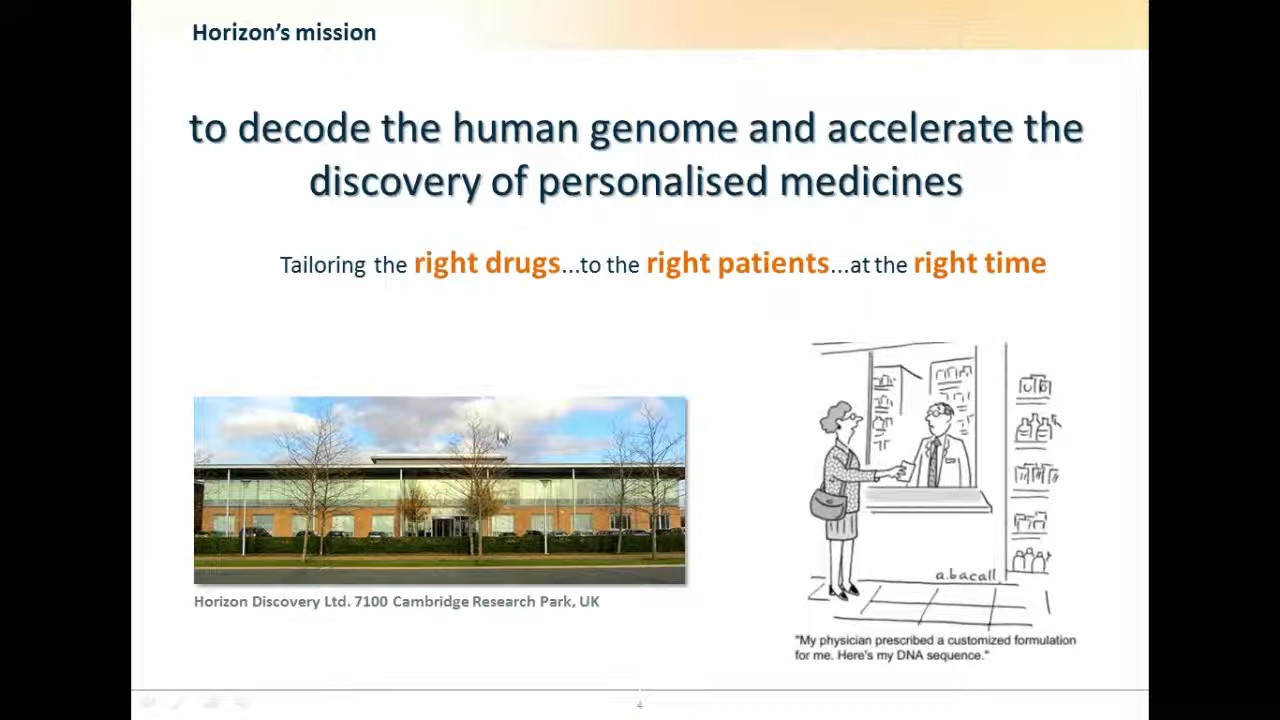 Horizon's mission
to decode the human genome and accelerate the
discovery of personalised medicines
Tailoring the right drugs...to the right patients...at the right time
Horizon Discovery Ltd. 7100 Cambridge Research Park, UK
a.bacall
"My physician prescribed a customized formulation
for me. Here's my DNA sequence."
4